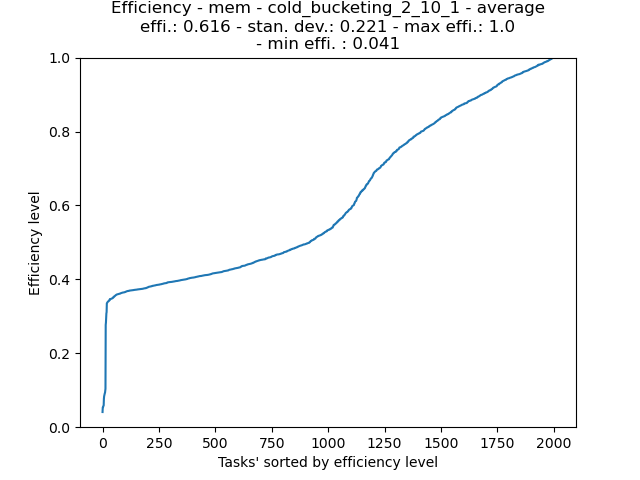 Efficiency - mem - cold_bucketing_2_10_1 - average
effi.: 0.616 - stan. dev.: 0.221 - max effi.: 1.0
- min effi. : 0.041
1.0
0.8
0.6
0.4
0.2
0.0
Efficiency level
0 250 500 750 1000 1250 1500 1750 2000
Tasks' sorted by efficiency level